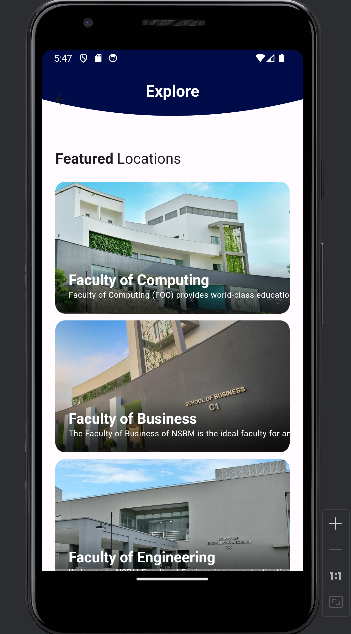 5:47
Explore
Featured Locations
Faculty of Computing
Faculty of Computing (FOC) provides world-class educatio
SCHOOL OF BUSINESS
C1
Faculty of Business
The Faculty of Business of NSBM is the ideal faculty for an
Faculty of Engineering
1:1